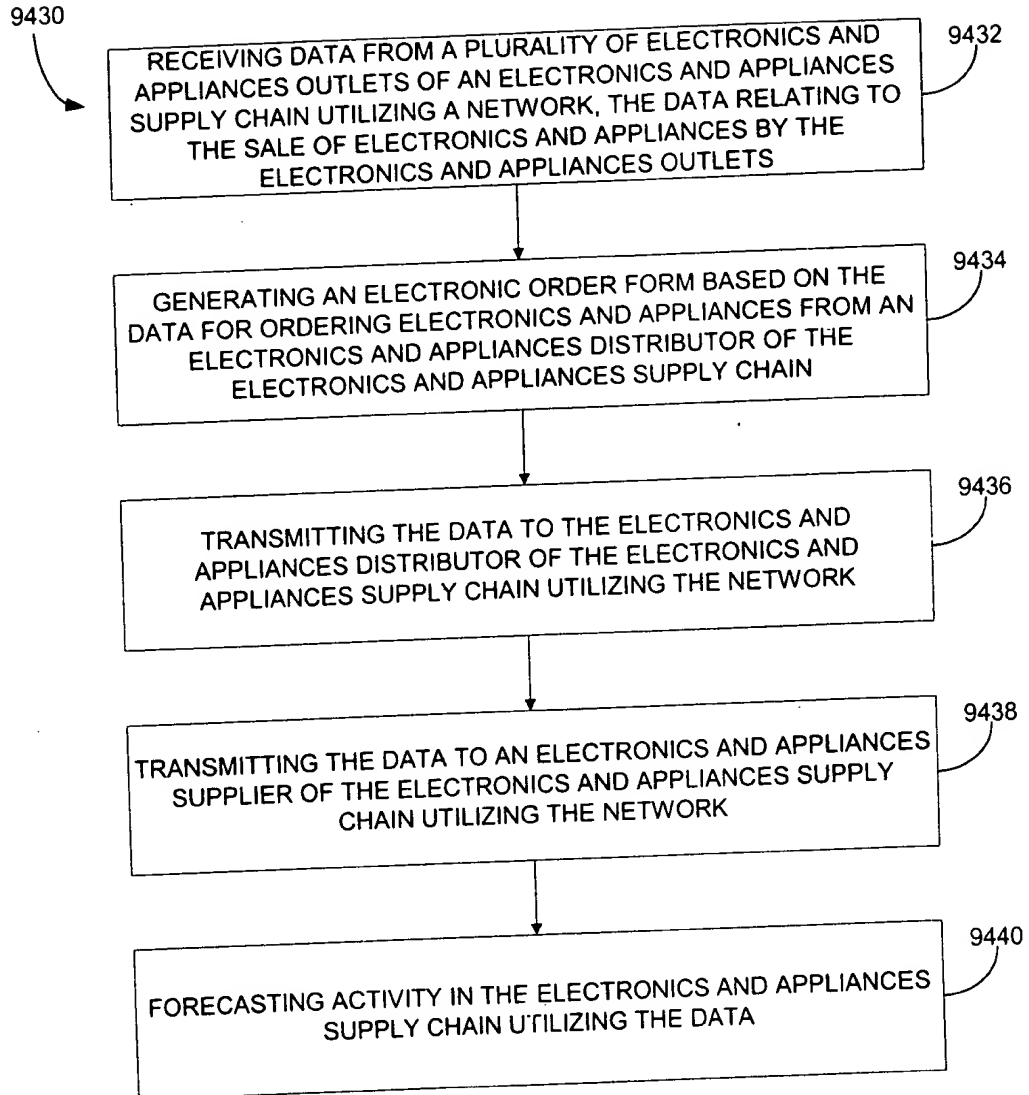 9430
RECEIVING DATA FROM A PLURALITY OF ELECTRONICS AND
APPLIANCES OUTLETS OF AN ELECTRONICS AND APPLIANCES
SUPPLY CHAIN UTILIZING A NETWORK, THE DATA RELATING TO
THE SALE OF ELECTRONICS AND APPLIANCES BY THE
ELECTRONICS AND APPLIANCES OUTLETS
9432
GENERATING AN ELECTRONIC ORDER FORM BASED ON THE
DATA FOR ORDERING ELECTRONICS AND APPLIANCES FROM AN
ELECTRONICS AND APPLIANCES DISTRIBUTOR OF THE
ELECTRONICS AND APPLIANCES SUPPLY CHAIN
9434
TRANSMITTING THE DATA TO THE ELECTRONICS AND
APPLIANCES DISTRIBUTOR OF THE ELECTRONICS AND
APPLIANCES SUPPLY CHAIN UTILIZING THE NETWORK
9436
TRANSMITTING THE DATA TO AN ELECTRONICS AND APPLIANCES
SUPPLIER OF THE ELECTRONICS AND APPLIANCES SUPPLY
CHAIN UTILIZING THE NETWORK
9438
FORECASTING ACTIVITY IN THE ELECTRONICS AND APPLIANCES
SUPPLY CHAIN UTILIZING THE DATA
9440